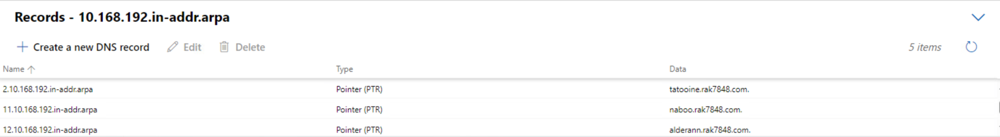 Records - 10.168.192.in-addr.arpa
Create a new DNS record Edit Delete 5 items
Name Type Data
2.10.168.192.in-addr.arpa Pointer (PTR) tatooine.rak7848.com.
11.10.168.192.in-addr.arpa Pointer (PTR) naboo.rak7848.com.
12.10.168.192.in-addr.arpa Pointer (PTR) alderann.rak7848.com.